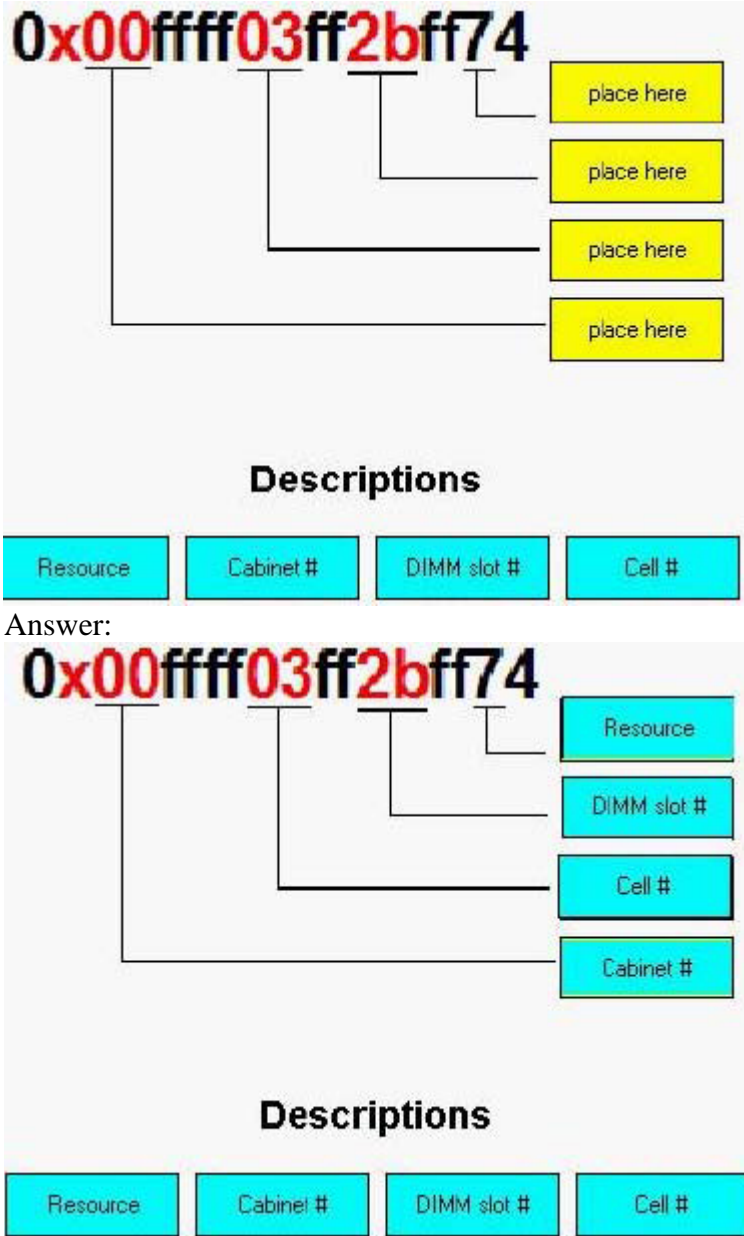 0x00ffff03ff2bff74
place here
place here
place here
place here
Descriptions
Resource Cabinet # DIMM slot # Cell #
Answer:
0x00ffff03ff2bff74
Resource
DIMM slot #
Cell #
Cabinet #
Descriptions
Resource Cabinet # DIMM slot # Cell #